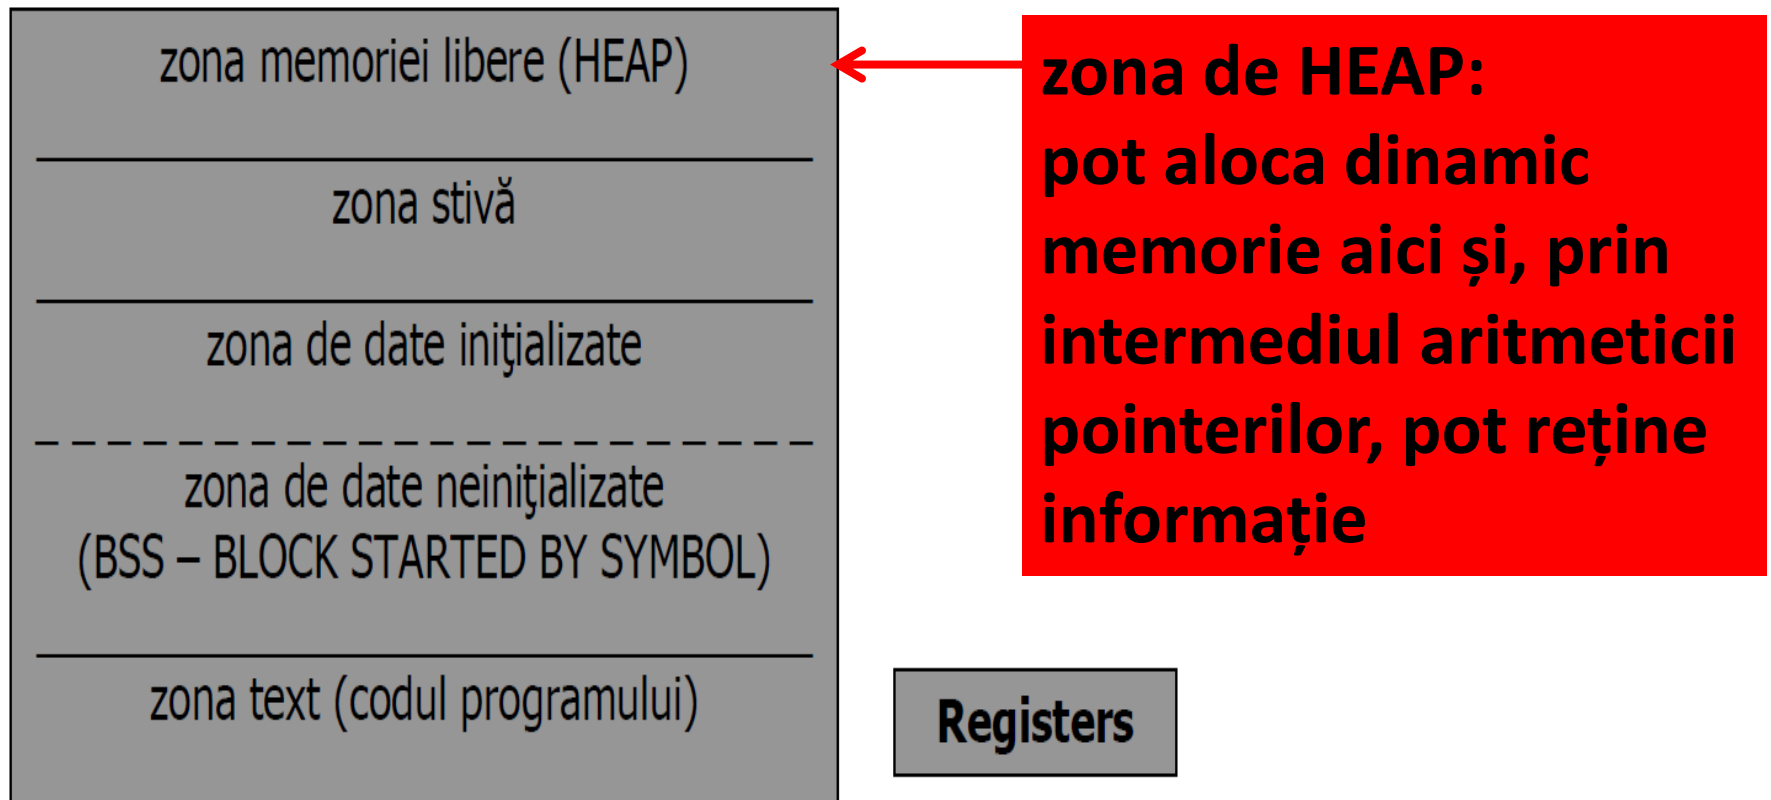 zona memoriei libere (HEAP)
zona stivă
zona de date iniţializate
zona de date neiniţializate
(BSS – BLOCK STARTED BY SYMBOL)
zona text (codul programului)
zona de HEAP:
pot aloca dinamic
memorie aici și, prin
intermediul aritmeticii
pointerilor, pot reține
informație
Registers